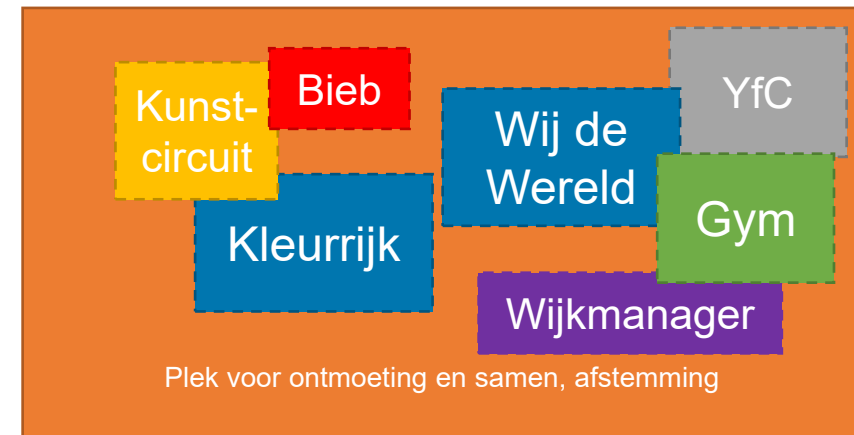 Kunst-
circuit
Bieb
Kleurrijk
Wij de
Wereld
YfC
Gym
Wijkmanager
Plek voor ontmoeting en samen, afstemming